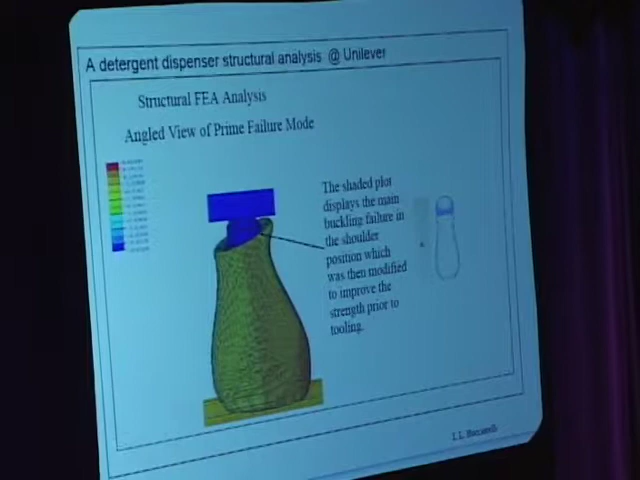 A detergent dispenser structural analysis @ Unilever
Structural FEA Analysis
Angled View of Prime Failure Mode
The shaded plot
displays the main
buckling failure in
the shoulder
position which
was then modified
to improve the
strength prior to
tooling.